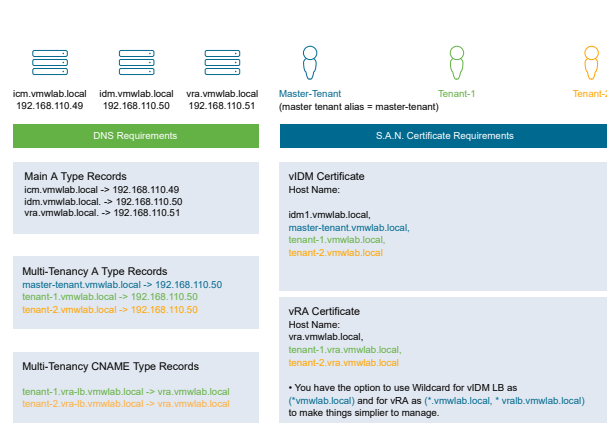 icm.vmwlab.local idm.vmwlab.local vra.vmwlab.local
192.168.110.49 192.168.110.50 192.168.110.51
Master-Tenant Tenant-1 Tenant-2
(master tenant alias = master-tenant)
DNS Requirements
Main A Type Records
icm.vmwlab.local -> 192.168.110.49
idm.vmwlab.local. -> 192.168.110.50
vra.vmwlab.local. -> 192.168.110.51
Multi-Tenancy A Type Records
master-tenant.vmwlab.local -> 192.168.110.50
tenant-1.vmwlab.local -> 192.168.110.50
tenant-2.vmwlab.local -> 192.168.110.50
Multi-Tenancy CNAME Type Records
tenant-1.vra-lb.vmwlab.local -> vra.vmwlab.local
tenant-2.vra-lb.vmwlab.local -> vra.vmwlab.local
S.A.N. Certificate Requirements
vIDM Certificate
Host Name:
idm1.vmwlab.local,
master-tenant.vmwlab.local,
tenant-1.vmwlab.local,
tenant-2.vmwlab.local
vRA Certificate
Host Name:
vra.vmwlab.local,
tenant-1.vra.vmwlab.local,
tenant-2.vra.vmwlab.local
• You have the option to use Wildcard for vIDM LB as
(*vmwlab.local) and for vRA as (*.vmwlab.local, * vralb.vmwlab.local)
to make things simplier to manage.